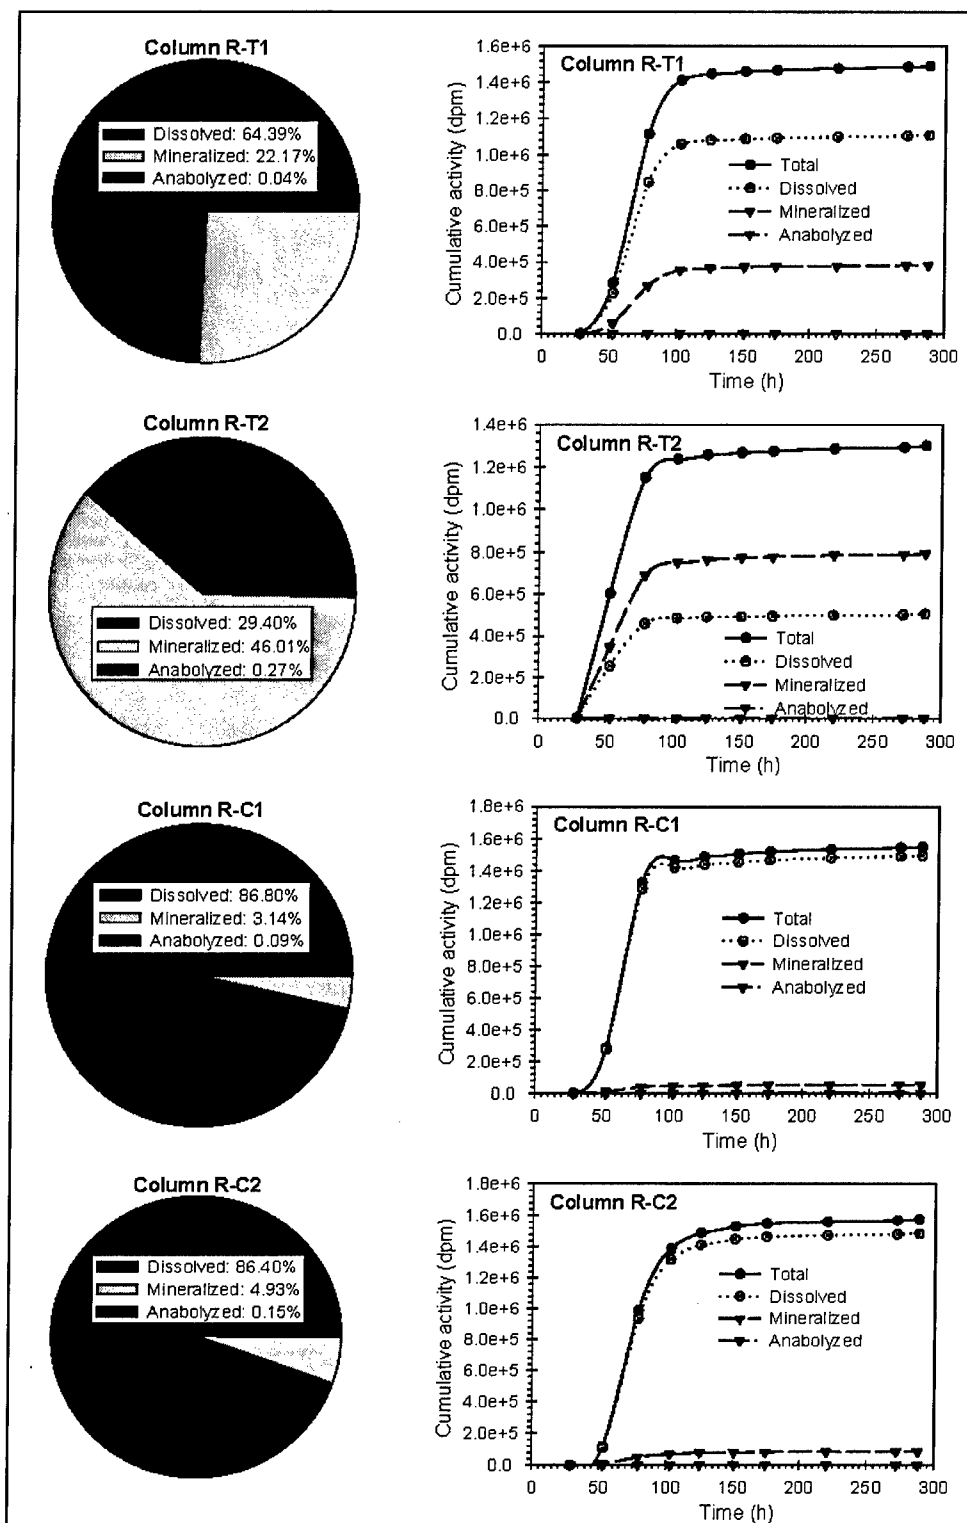 Column R-T1
Dissolved: 64.39%
Mineralized: 22.17%
Anabolyzed: 0.04%
Column R-T1
Cumulative activity (dpm)
1.6e+6
1.4e+6
1.2e+6
1.0e+6
8.0e+5
6.0e+5
4.0e+5
2.0e+5
0.0
Total
Dissolved
Mineralized
Anabolyzed
0 50 100 150 200 250 300
Time (h)
Column R-T2
Dissolved: 29.40%
Mineralized: 46.01%
Anabolyzed: 0.27%
Column R-T2
Cumulative activity (dpm)
1.4e+6
1.2e+6
1.0e+6
8.0e+5
6.0e+5
4.0e+5
2.0e+5
0.0
Total
Dissolved
Mineralized
Anabolyzed
0 50 100 150 200 250 300
Time (h)
Column R-C1
Dissolved: 86.80%
Mineralized: 3.14%
Anabolyzed: 0.09%
Column R-C1
Cumulative activity (dpm)
1.8e+6
1.6e+6
1.4e+6
1.2e+6
1.0e+6
8.0e+5
6.0e+5
4.0e+5
2.0e+5
0.0
Total
Dissolved
Mineralized
Anabolyzed
0 50 100 150 200 250 300
Time (h)
Column R-C2
Dissolved: 86.40%
Mineralized: 4.93%
Anabolyzed: 0.15%
Column R-C2
Cumulative activity (dpm)
1.8e+6
1.6e+6
1.4e+6
1.2e+6
1.0e+6
8.0e+5
6.0e+5
4.0e+5
2.0e+5
0.0
Total
Dissolved
Mineralized
Anabolyzed
0 50 100 150 200 250 300
Time (h)